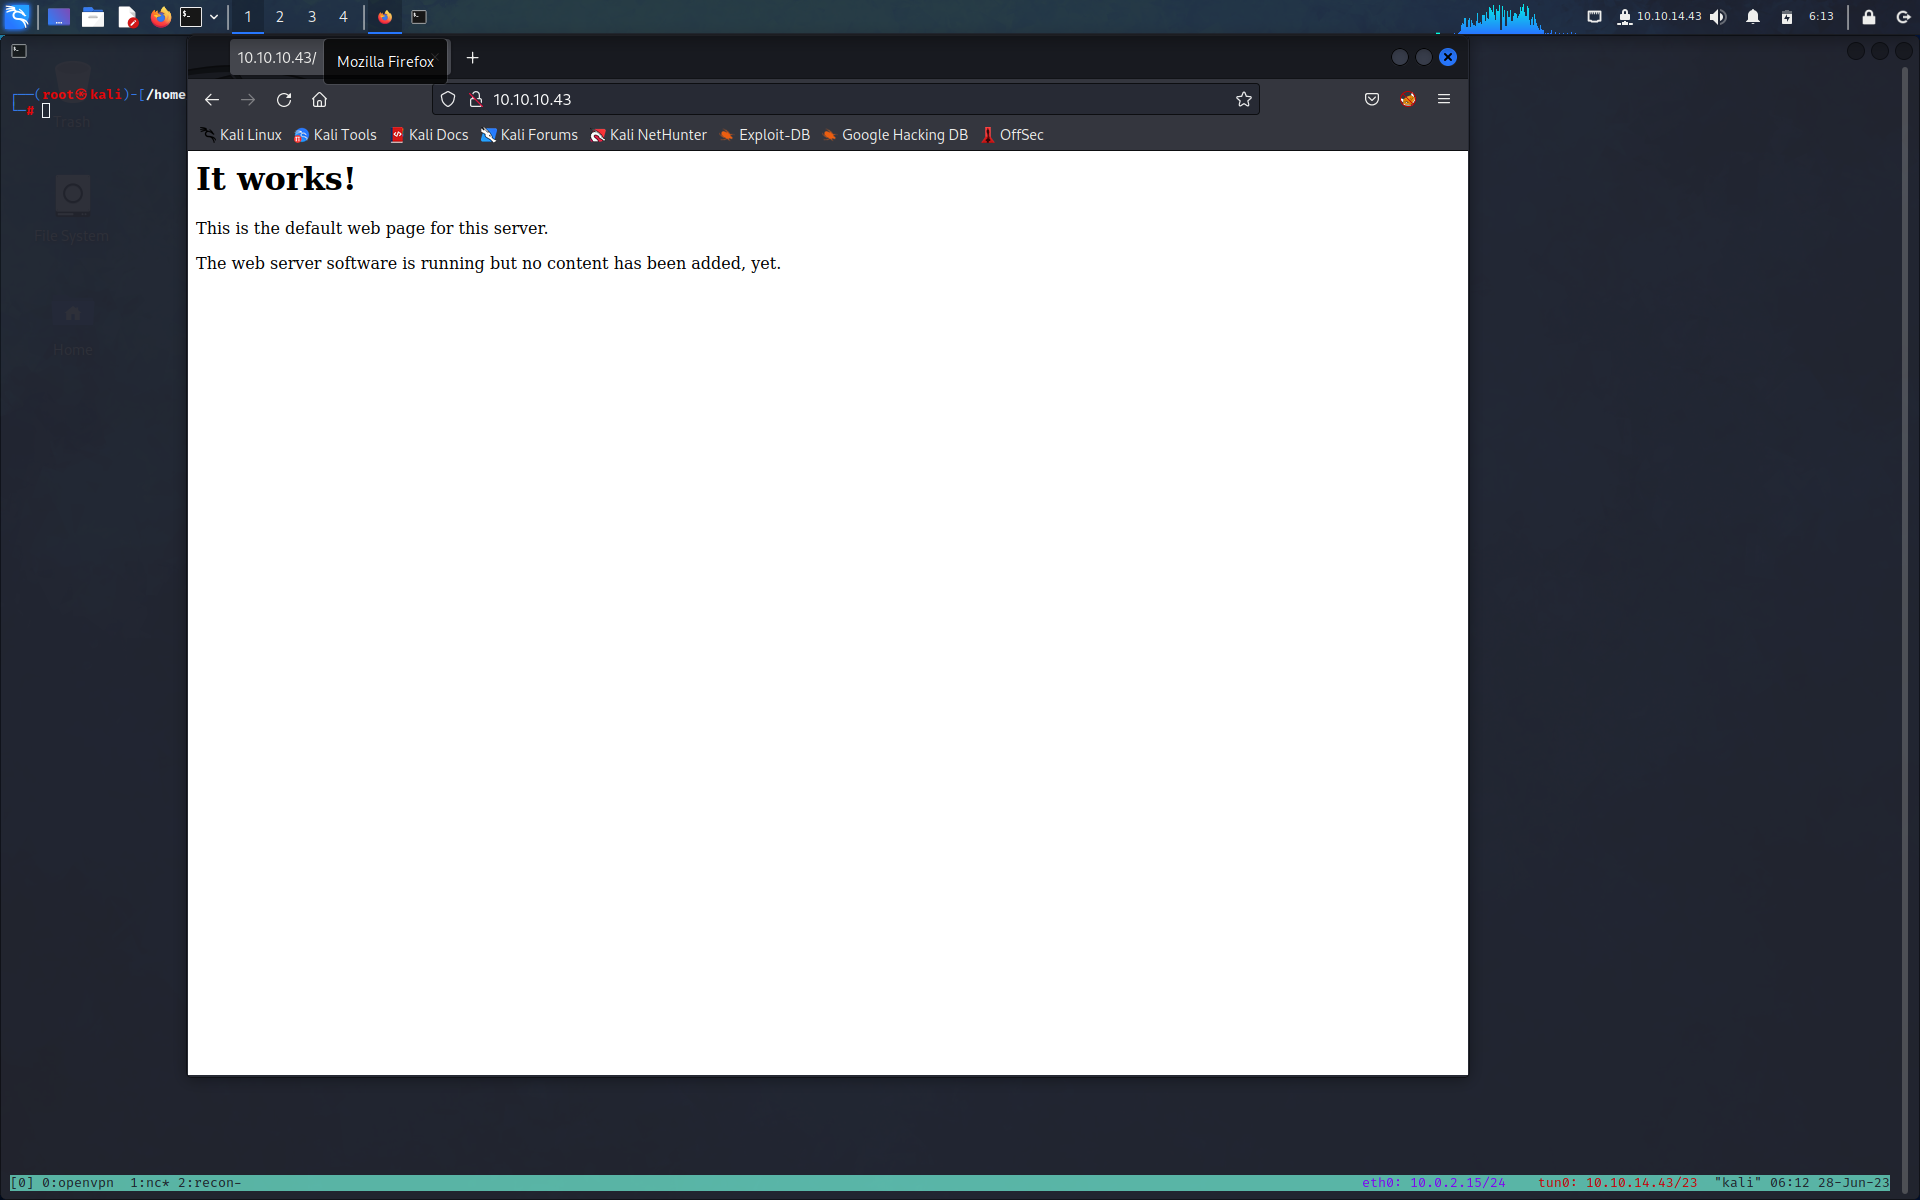 1 2 3 4 10.10.14.43 6:13
10.10.10.43/ Mozilla Firefox
(root㉿kali)-[/home
#
10.10.10.43
Kali Linux Kali Tools Kali Docs Kali Forums Kali NetHunter Exploit-DB Google Hacking DB OffSec
Trash
File System
Home
It works!
This is the default web page for this server.
The web server software is running but no content has been added, yet.
[0] 0:openvpn 1:nc* 2:recon- eth0: 10.0.2.15/24 tun0: 10.10.14.43/23 "kali" 06:12 28-Jun-23